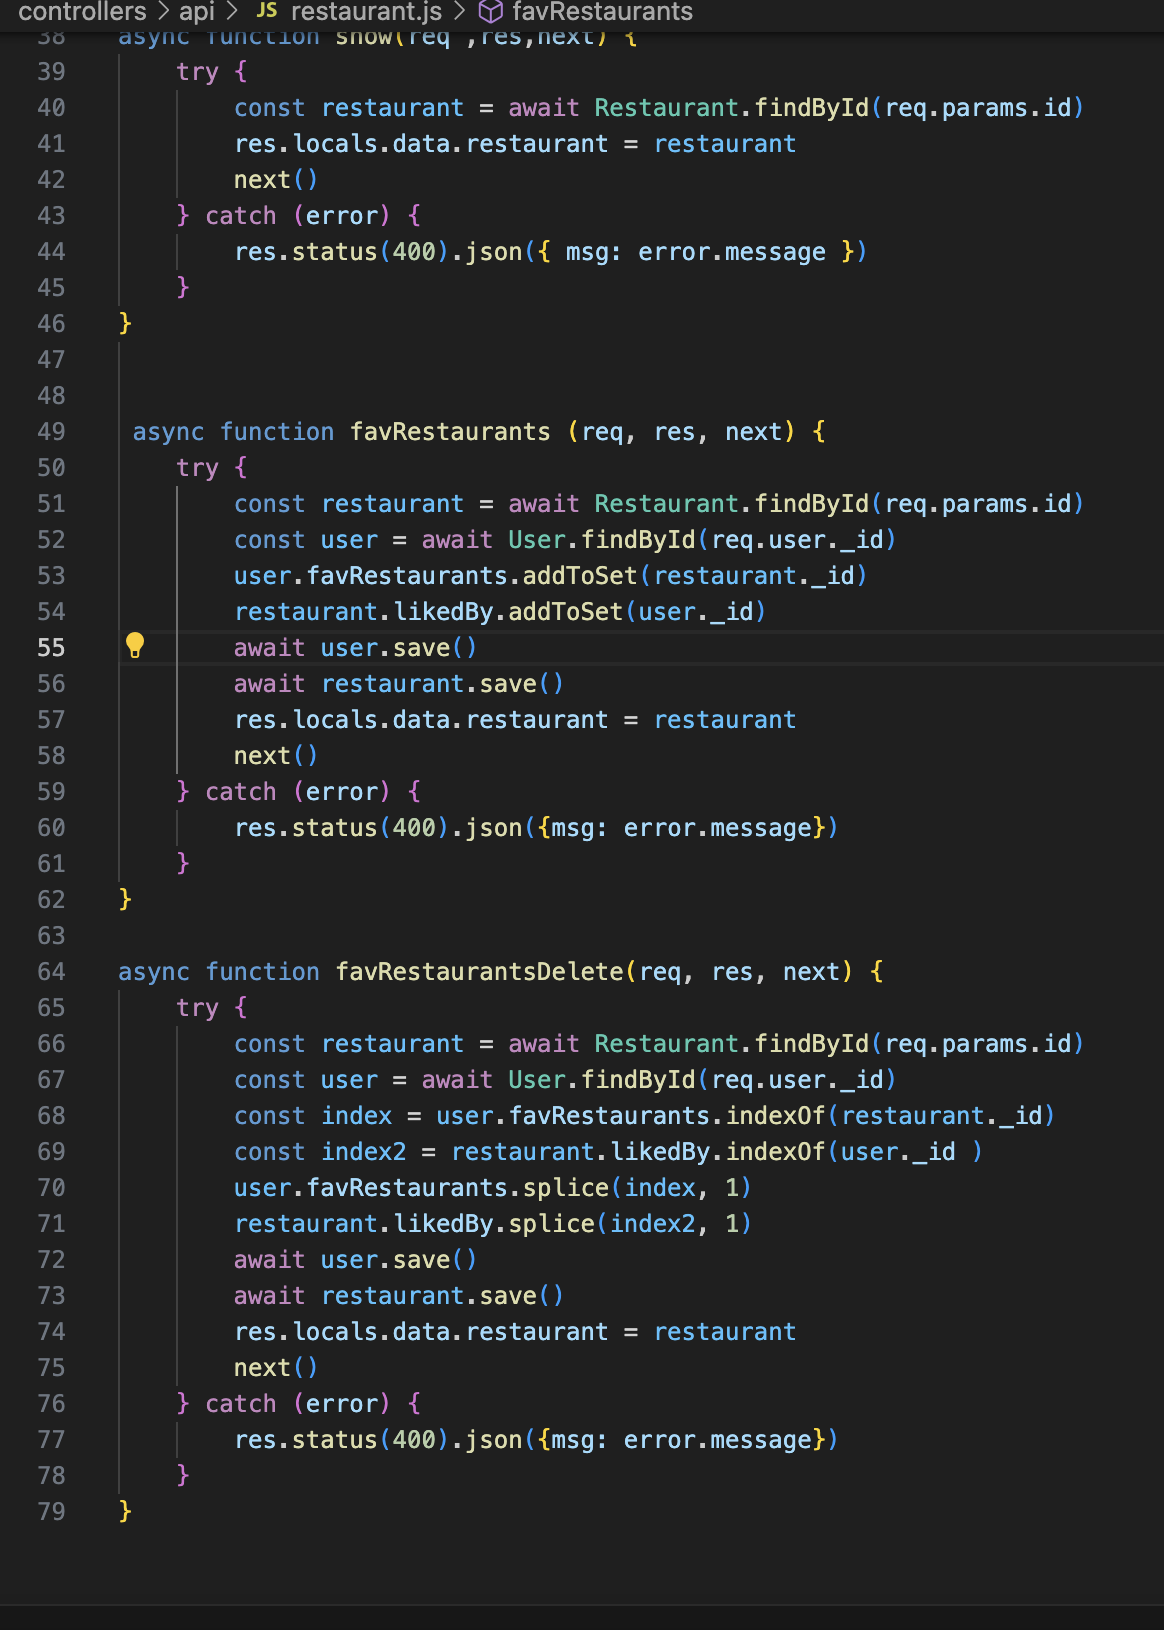 controllers > api > JS restaurant.js > favRestaurants
38 async function show(req ,res,next) {
39 try {
40 const restaurant = await Restaurant.findById(req.params.id)
41 res.locals.data.restaurant = restaurant
42 next()
43 } catch (error) {
44 res.status(400).json({ msg: error.message })
45 }
46 }
47
48
49 async function favRestaurants (req, res, next) {
50 try {
51 const restaurant = await Restaurant.findById(req.params.id)
52 const user = await User.findById(req.user._id)
53 user.favRestaurants.addToSet(restaurant._id)
54 restaurant.likedBy.addToSet(user._id)
55 await user.save()
56 await restaurant.save()
57 res.locals.data.restaurant = restaurant
58 next()
59 } catch (error) {
60 res.status(400).json({msg: error.message})
61 }
62 }
63
64 async function favRestaurantsDelete(req, res, next) {
65 try {
66 const restaurant = await Restaurant.findById(req.params.id)
67 const user = await User.findById(req.user._id)
68 const index = user.favRestaurants.indexOf(restaurant._id)
69 const index2 = restaurant.likedBy.indexOf(user._id )
70 user.favRestaurants.splice(index, 1)
71 restaurant.likedBy.splice(index2, 1)
72 await user.save()
73 await restaurant.save()
74 res.locals.data.restaurant = restaurant
75 next()
76 } catch (error) {
77 res.status(400).json({msg: error.message})
78 }
79 }